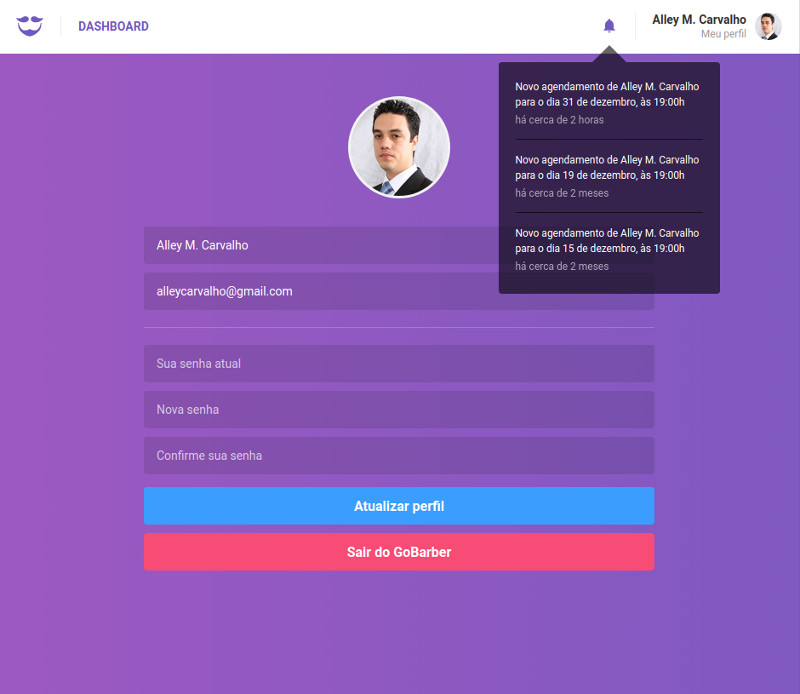 DASHBOARD
Alley M. Carvalho
Meu perfil
Novo agendamento de Alley M. Carvalho
para o dia 31 de dezembro, às 19:00h
há cerca de 2 horas
Novo agendamento de Alley M. Carvalho
para o dia 19 de dezembro, às 19:00h
há cerca de 2 meses
Novo agendamento de Alley M. Carvalho
para o dia 15 de dezembro, às 19:00h
há cerca de 2 meses
Alley M. Carvalho
alleycarvalho@gmail.com
Sua senha atual
Nova senha
Confirme sua senha
Atualizar perfil
Sair do GoBarber